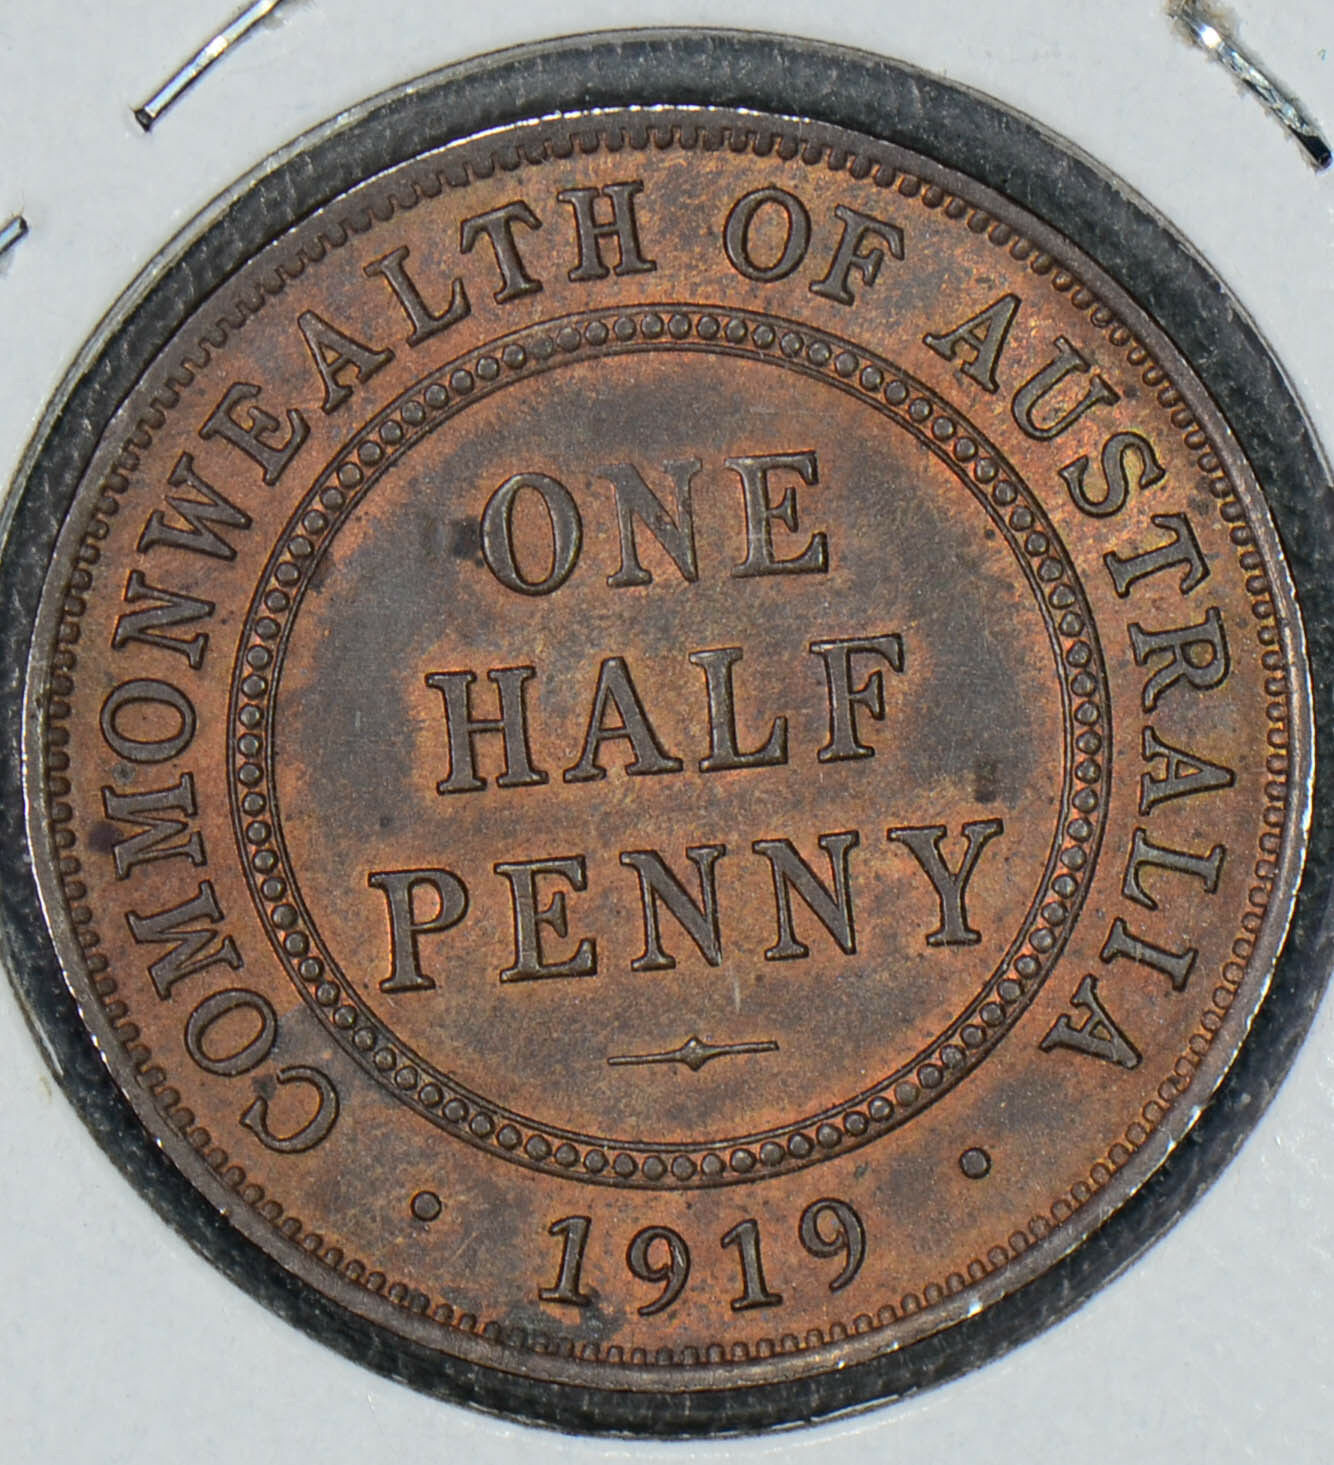 COMMONWEALTH OF AUSTRALIA
ONE
HALF
PENNY
· 1919 ·